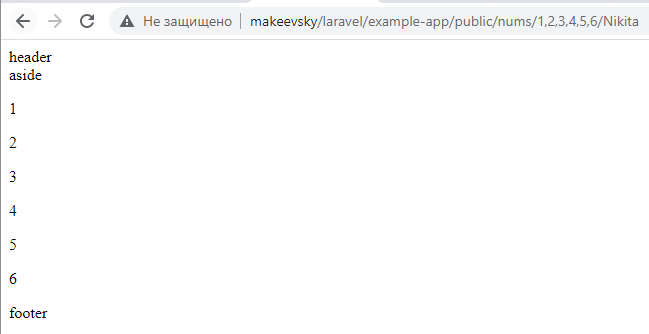 Не защищено makeevsky/laravel/example-app/public/nums/1,2,3,4,5,6/Nikita
header
aside
1
2
3
4
5
6
footer